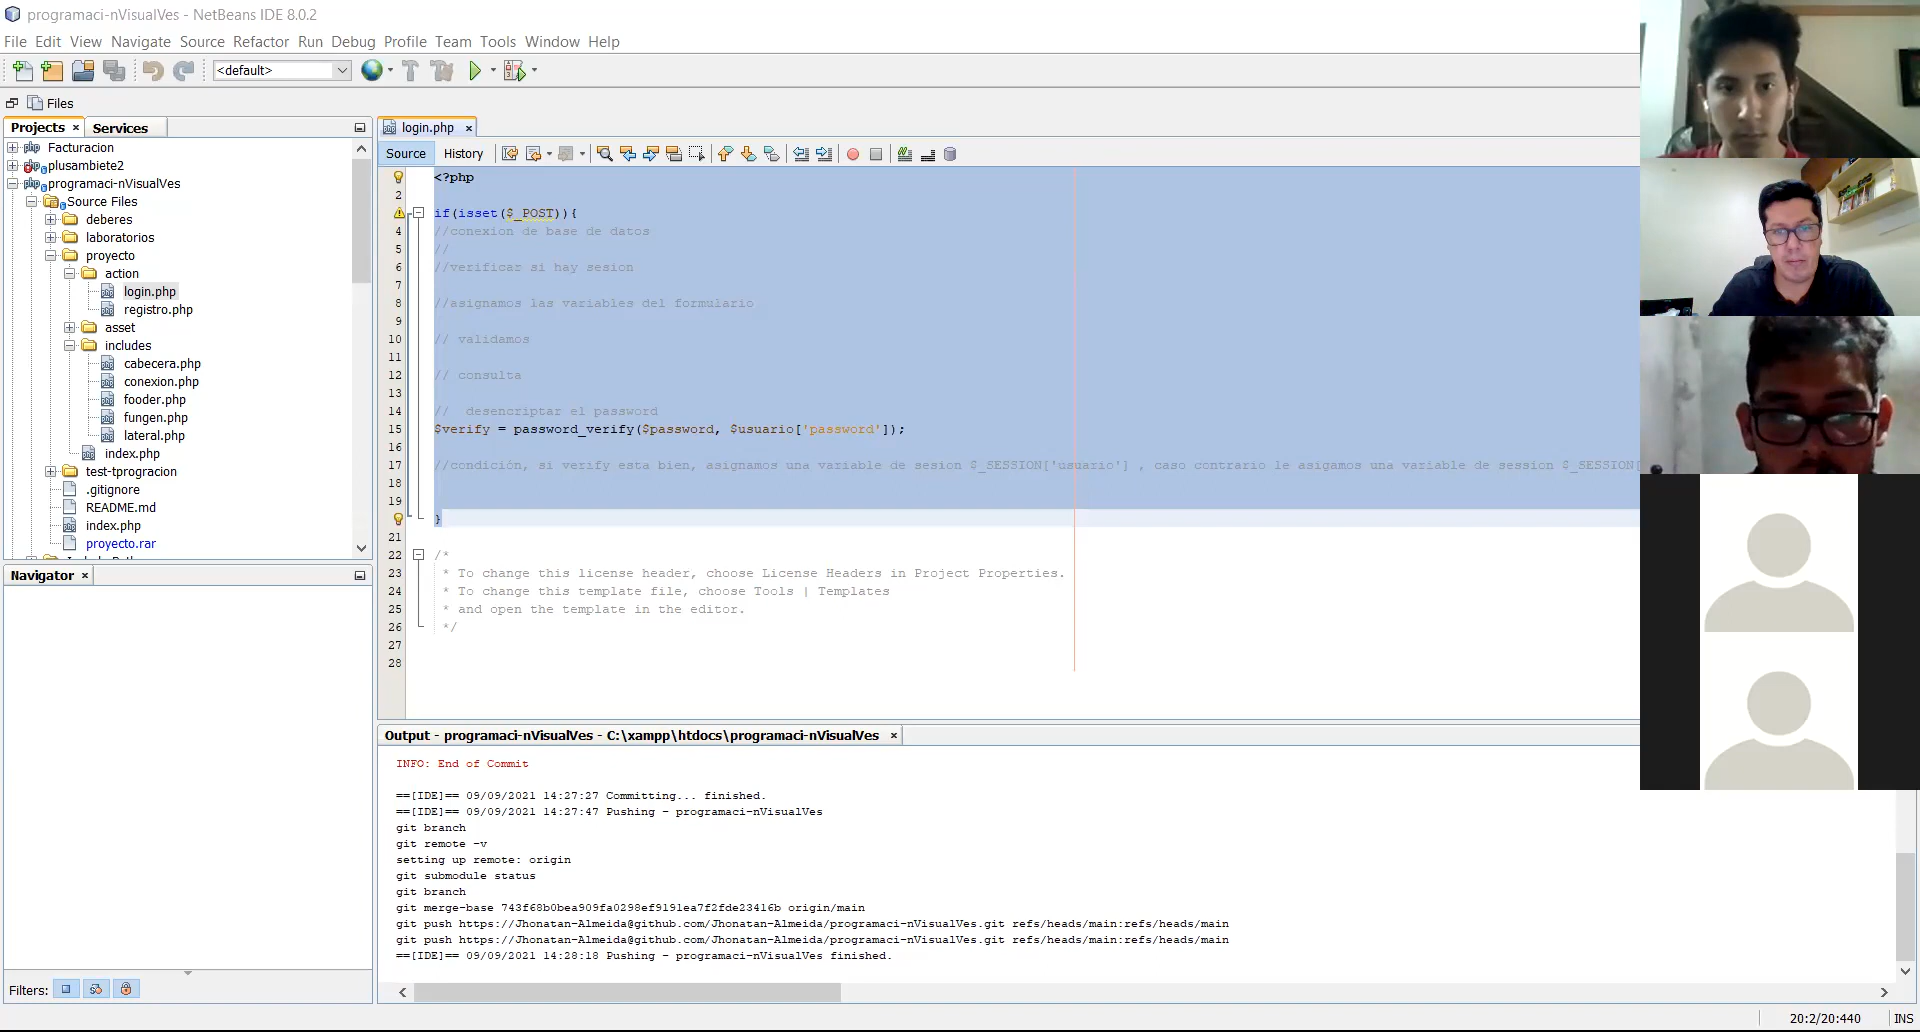 programaci-nVisualVes - NetBeans IDE 8.0.2
File Edit View Navigate Source Refactor Run Debug Profile Team Tools Window Help
<default>
Files
Projects × Services
login.php ×
Facturacion
plusambiete2
programaci-nVisualVes
Source Files
deberes
laboratorios
proyecto
action
login.php
registro.php
asset
includes
cabecera.php
conexion.php
fooder.php
fungen.php
lateral.php
index.php
test-tprogracion
.gitignore
README.md
index.php
proyecto.rar
Navigator ×
Filters:
Source History
<?php
2
if(isset($_POST)){
4 //conexion de base de datos
5 //
6 //verificar si hay sesion
7
8 //asignamos las variables del formulario
9
10 // validamos
11
12 // consulta
13
14 //  desencriptar el password
15 $verify = password_verify($password, $usuario['password']);
16
17 //condición, si verify esta bien, asignamos una variable de sesion $_SESSION['usuario'] , caso contrario le asigamos una variable de session $_SESSION[
18
19
}
21
22 /*
23 * To change this license header, choose License Headers in Project Properties.
24 * To change this template file, choose Tools | Templates
25 * and open the template in the editor.
26 */
27
28
Output - programaci-nVisualVes - C:\xampp\htdocs\programaci-nVisualVes ×
INFO: End of Commit
==[IDE]== 09/09/2021 14:27:27 Committing... finished.
==[IDE]== 09/09/2021 14:27:47 Pushing - programaci-nVisualVes
git branch
git remote -v
setting up remote: origin
git submodule status
git branch
git merge-base 743f68b0bea909fa0298ef9191ea7f2fde23416b origin/main
git push https://Jhonatan-Almeida@github.com/Jhonatan-Almeida/programaci-nVisualVes.git refs/heads/main:refs/heads/main
git push https://Jhonatan-Almeida@github.com/Jhonatan-Almeida/programaci-nVisualVes.git refs/heads/main:refs/heads/main
==[IDE]== 09/09/2021 14:28:18 Pushing - programaci-nVisualVes finished.
20:2/20:440 INS